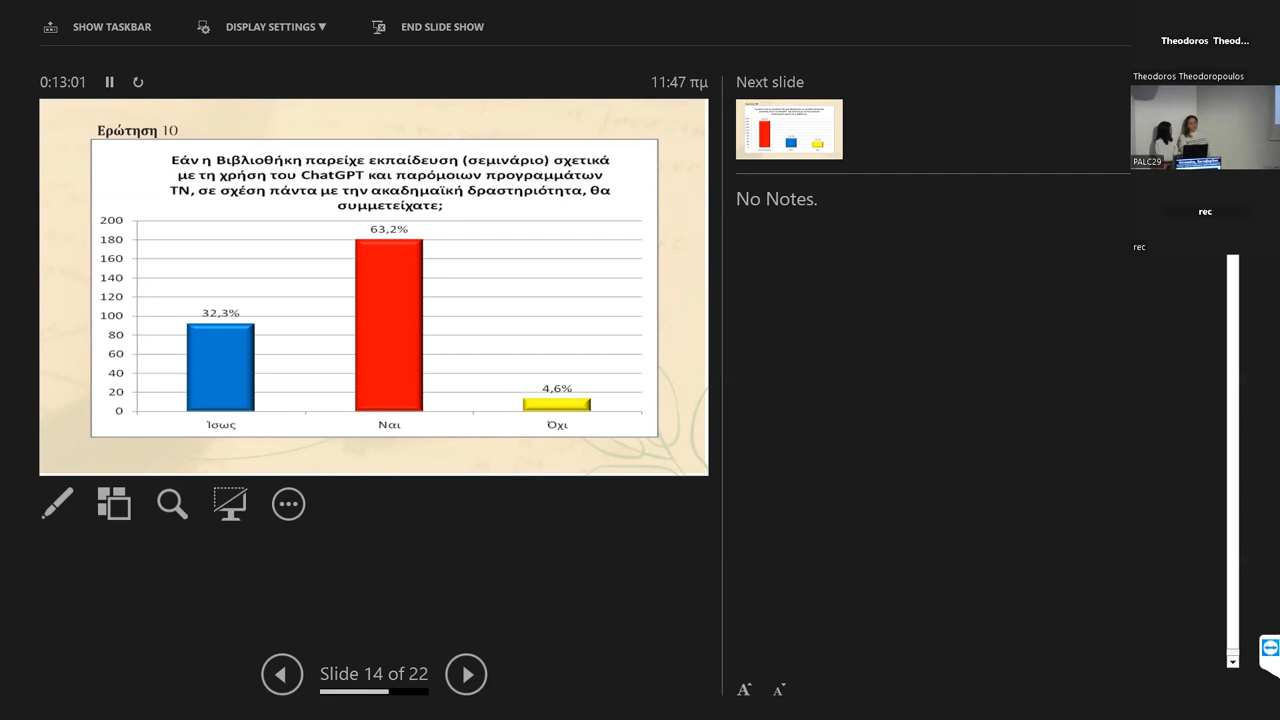 SHOW TASKBAR
DISPLAY SETTINGS ▼
END SLIDE SHOW
Theodoros Theod...
Theodoros Theodoropoulos
0:13:01
11:47 πμ
Next slide
Ερώτηση 10
Εάν η Βιβλιοθήκη παρείχε εκπαίδευση (σεμινάριο) σχετικά
με τη χρήση του ChatGPT και παρόμοιων προγραμμάτων
ΤΝ, σε σχέση πάντα με την ακαδημαϊκή δραστηριότητα, θα
συμμετείχατε;
200
180
160
140
120
100
80
60
40
20
0
32,3%
63,2%
4,6%
Ίσως
Ναι
Όχι
No Notes.
PALC29
rec
rec
Slide 14 of 22
A
A